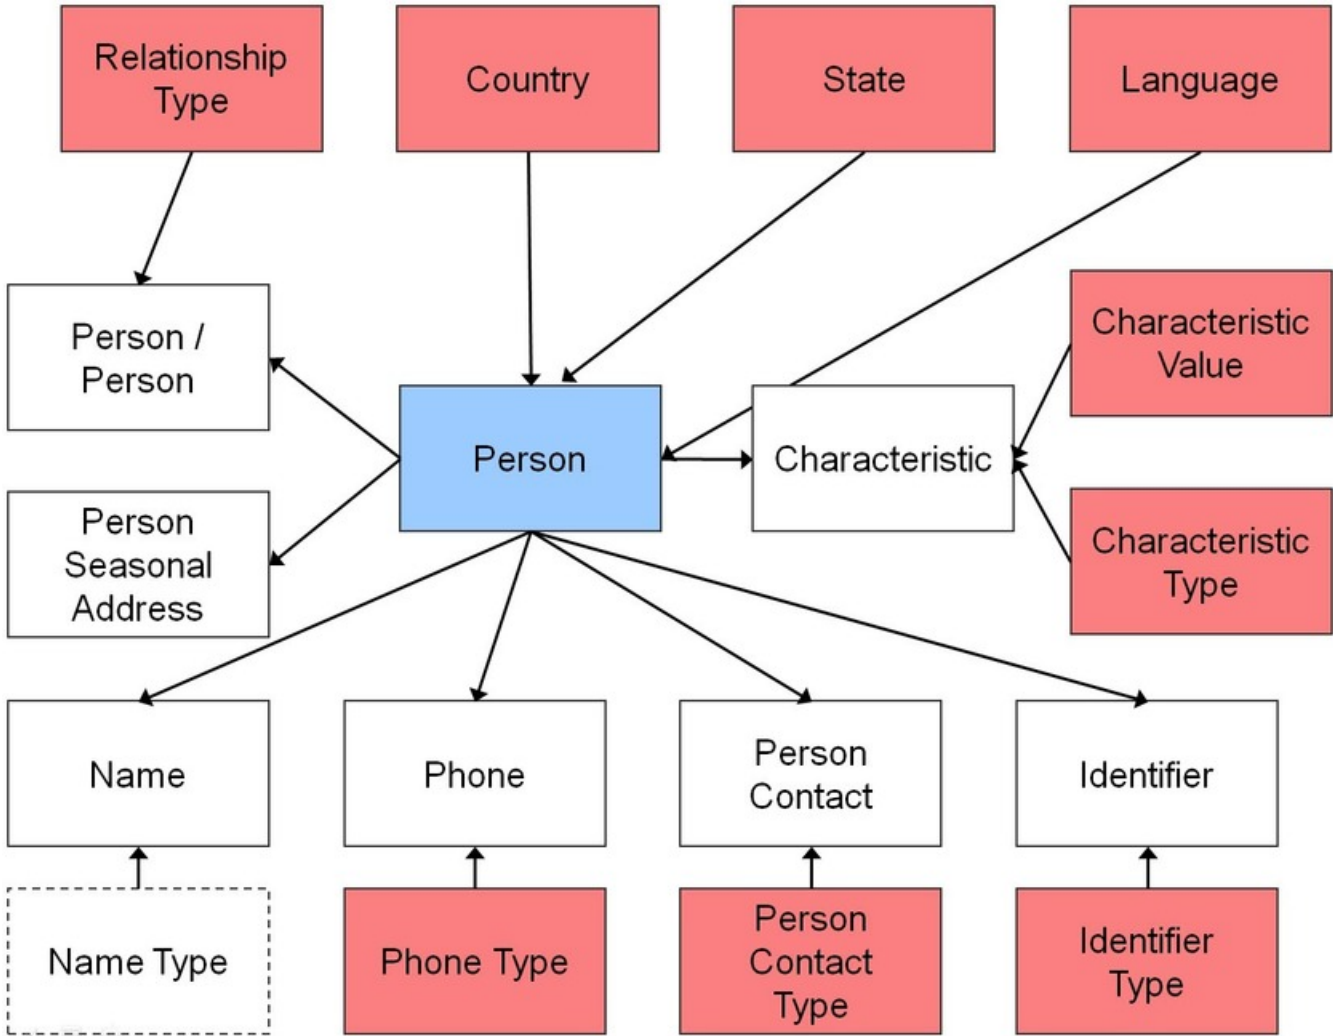 Relationship
Type
Country
State
Language
Person /
Person
Characteristic
Value
Person
Characteristic
Person
Seasonal
Address
Characteristic
Type
Name
Phone
Person
Contact
Identifier
Name Type
Phone Type
Person
Contact
Type
Identifier
Type